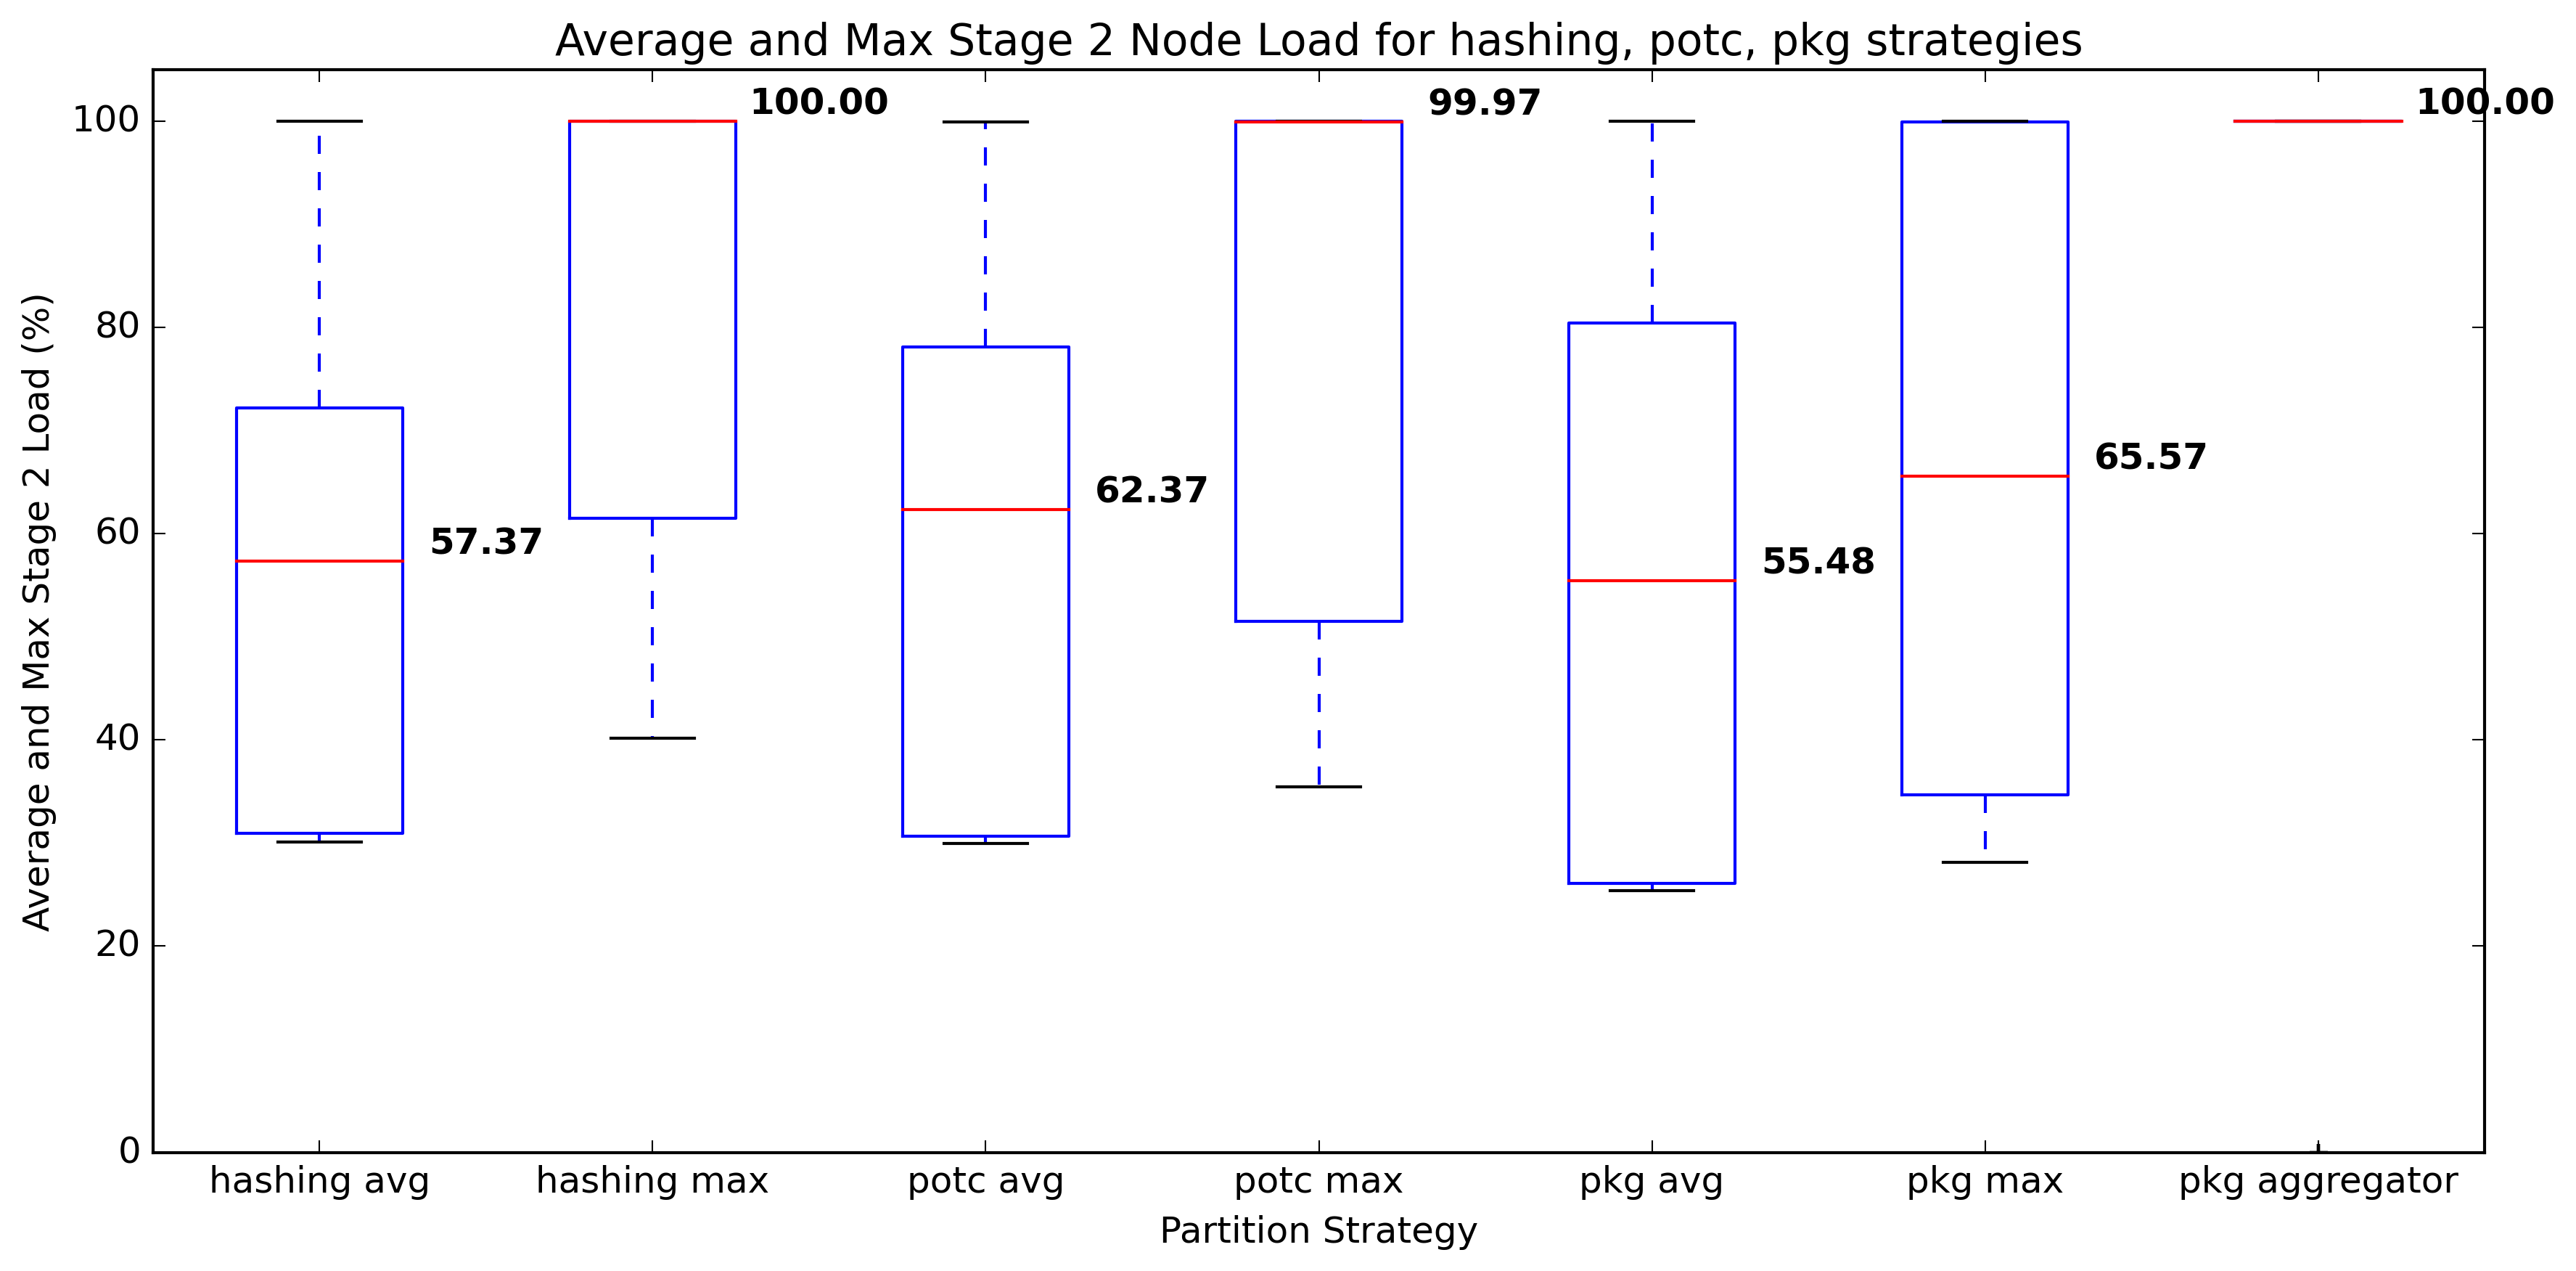 Average and Max Stage 2 Node Load for hashing, potc, pkg strategies
Average and Max Stage 2 Load (%)
100
80
60
40
20
0
57.37
100.00
62.37
99.97
55.48
65.57
100.00
hashing avg
hashing max
potc avg
potc max
pkg avg
pkg max
pkg aggregator
Partition Strategy